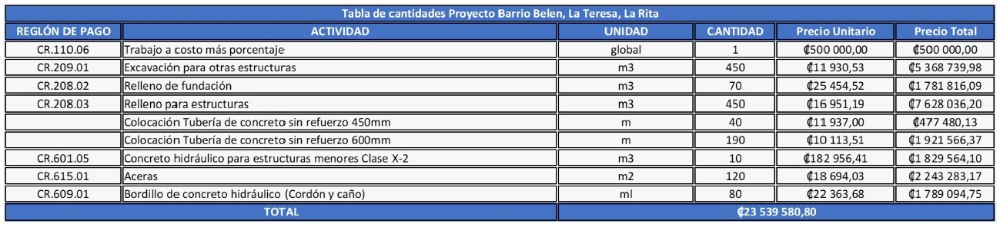 Tabla de cantidades Proyecto Barrio Belen, La Teresa, La Rita
REGLÓN DE PAGO ACTIVIDAD UNIDAD CANTIDAD Precio Unitario Precio Total
CR.110.06 Trabajo a costo más porcentaje global 1 ₡500 000,00 ₡500 000,00
CR.209.01 Excavación para otras estructuras m3 450 ₡11 930,53 ₡5 368 739,98
CR.208.02 Relleno de fundación m3 70 ₡25 454,52 ₡1 781 816,09
CR.208.03 Relleno para estructuras m3 450 ₡16 951,19 ₡7 628 036,20
Colocación Tubería de concreto sin refuerzo 450mm m 40 ₡11 937,00 ₡477 480,13
Colocación Tubería de concreto sin refuerzo 600mm m 190 ₡10 113,51 ₡1 921 566,37
CR.601.05 Concreto hidráulico para estructuras menores Clase X-2 m3 10 ₡182 956,41 ₡1 829 564,10
CR.615.01 Aceras m2 120 ₡18 694,03 ₡2 243 283,17
CR.609.01 Bordillo de concreto hidráulico (Cordón y caño) ml 80 ₡22 363,68 ₡1 789 094,75
TOTAL ₡23 539 580,80